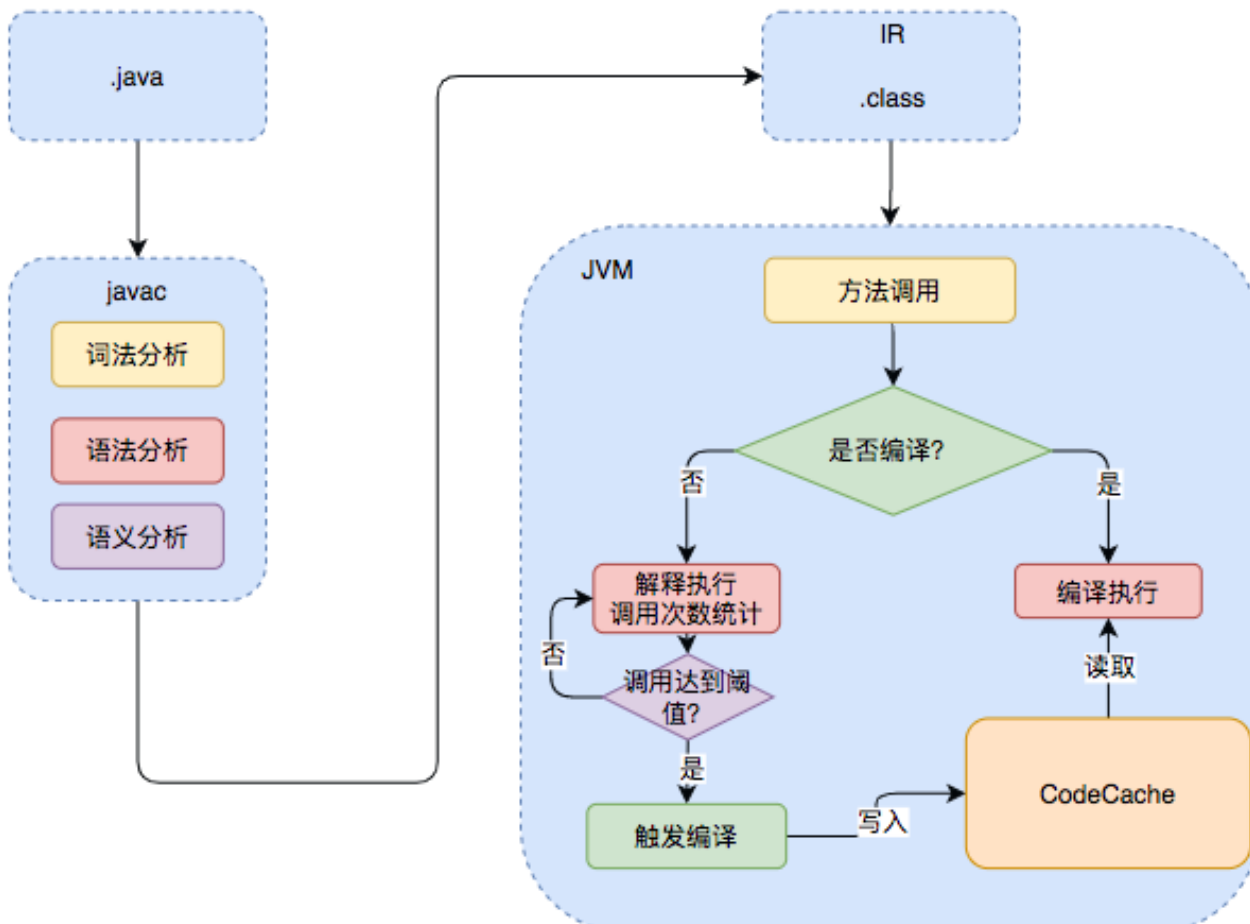 .java
javac
词法分析
语法分析
语义分析
IR
.class
JVM
方法调用
是否编译?
否
是
解释执行
调用次数统计
编译执行
否
调用达到阈
值?
读取
是
触发编译
写入
CodeCache